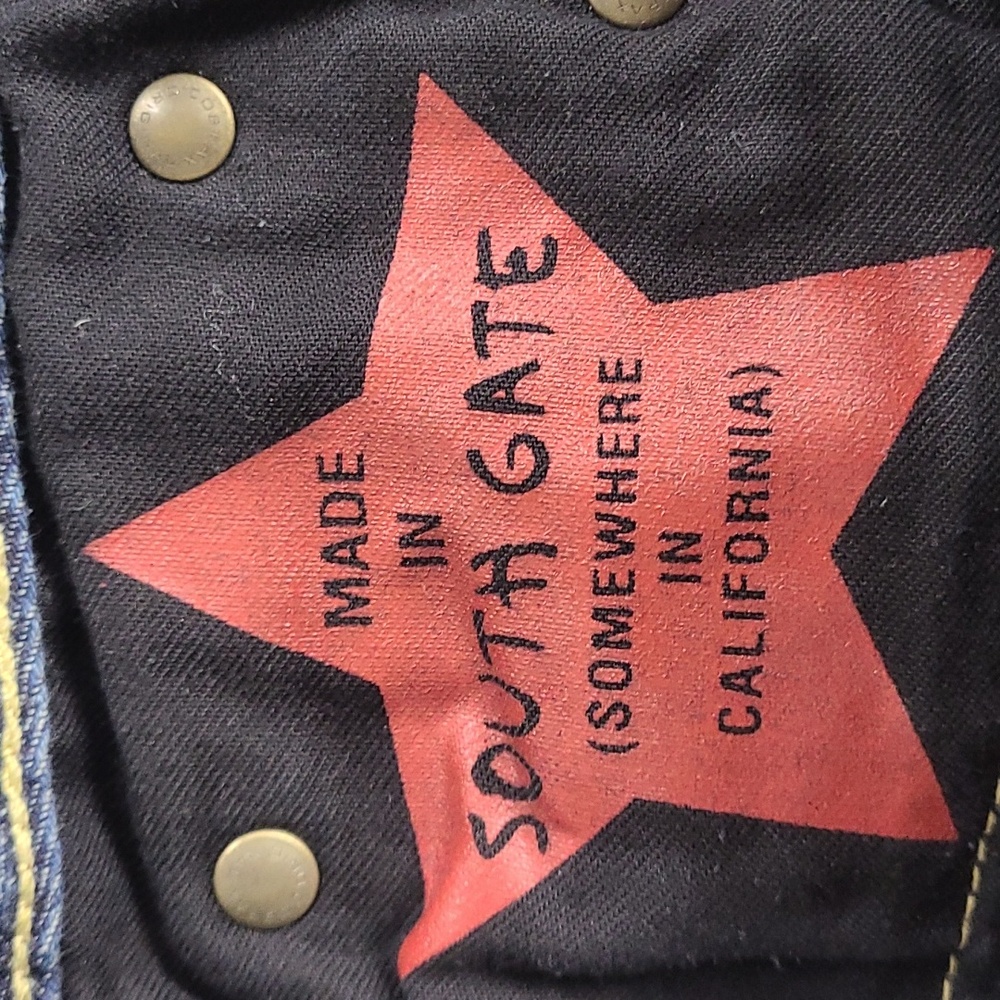 MADE
IN
SOUTH GATE
(SOMEWHERE
IN
CALIFORNIA)